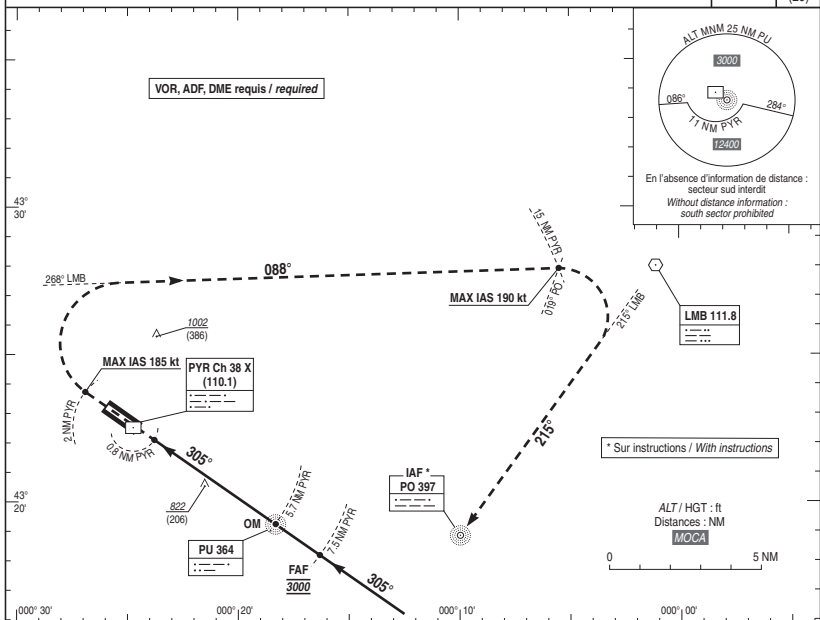 (25)
ALT MNM 25 NM PU
3000
086°
284°
11 NM PYR
12400
En l'absence d'information de distance :
secteur sud interdit
Without distance information :
south sector prohibited
VOR, ADF, DME requis / required
43°
30'
15 NM PYR
268° LMB
088°
MAX IAS 190 kt
019° PO
215° LMB
LMB 111.8
1002
(386)
MAX IAS 185 kt
PYR Ch 38 X
(110.1)
2 NM PYR
0.8 NM PYR
305°
215°
* Sur instructions / With instructions
43°
20'
822
(206)
5.7 NM PYR
IAF *
PO 397
OM
7.5 NM PYR
PU 364
FAF
3000
305°
ALT / HGT : ft
Distances : NM
MOCA
0 5 NM
000° 30' 000° 20' 000° 10' 000° 00'